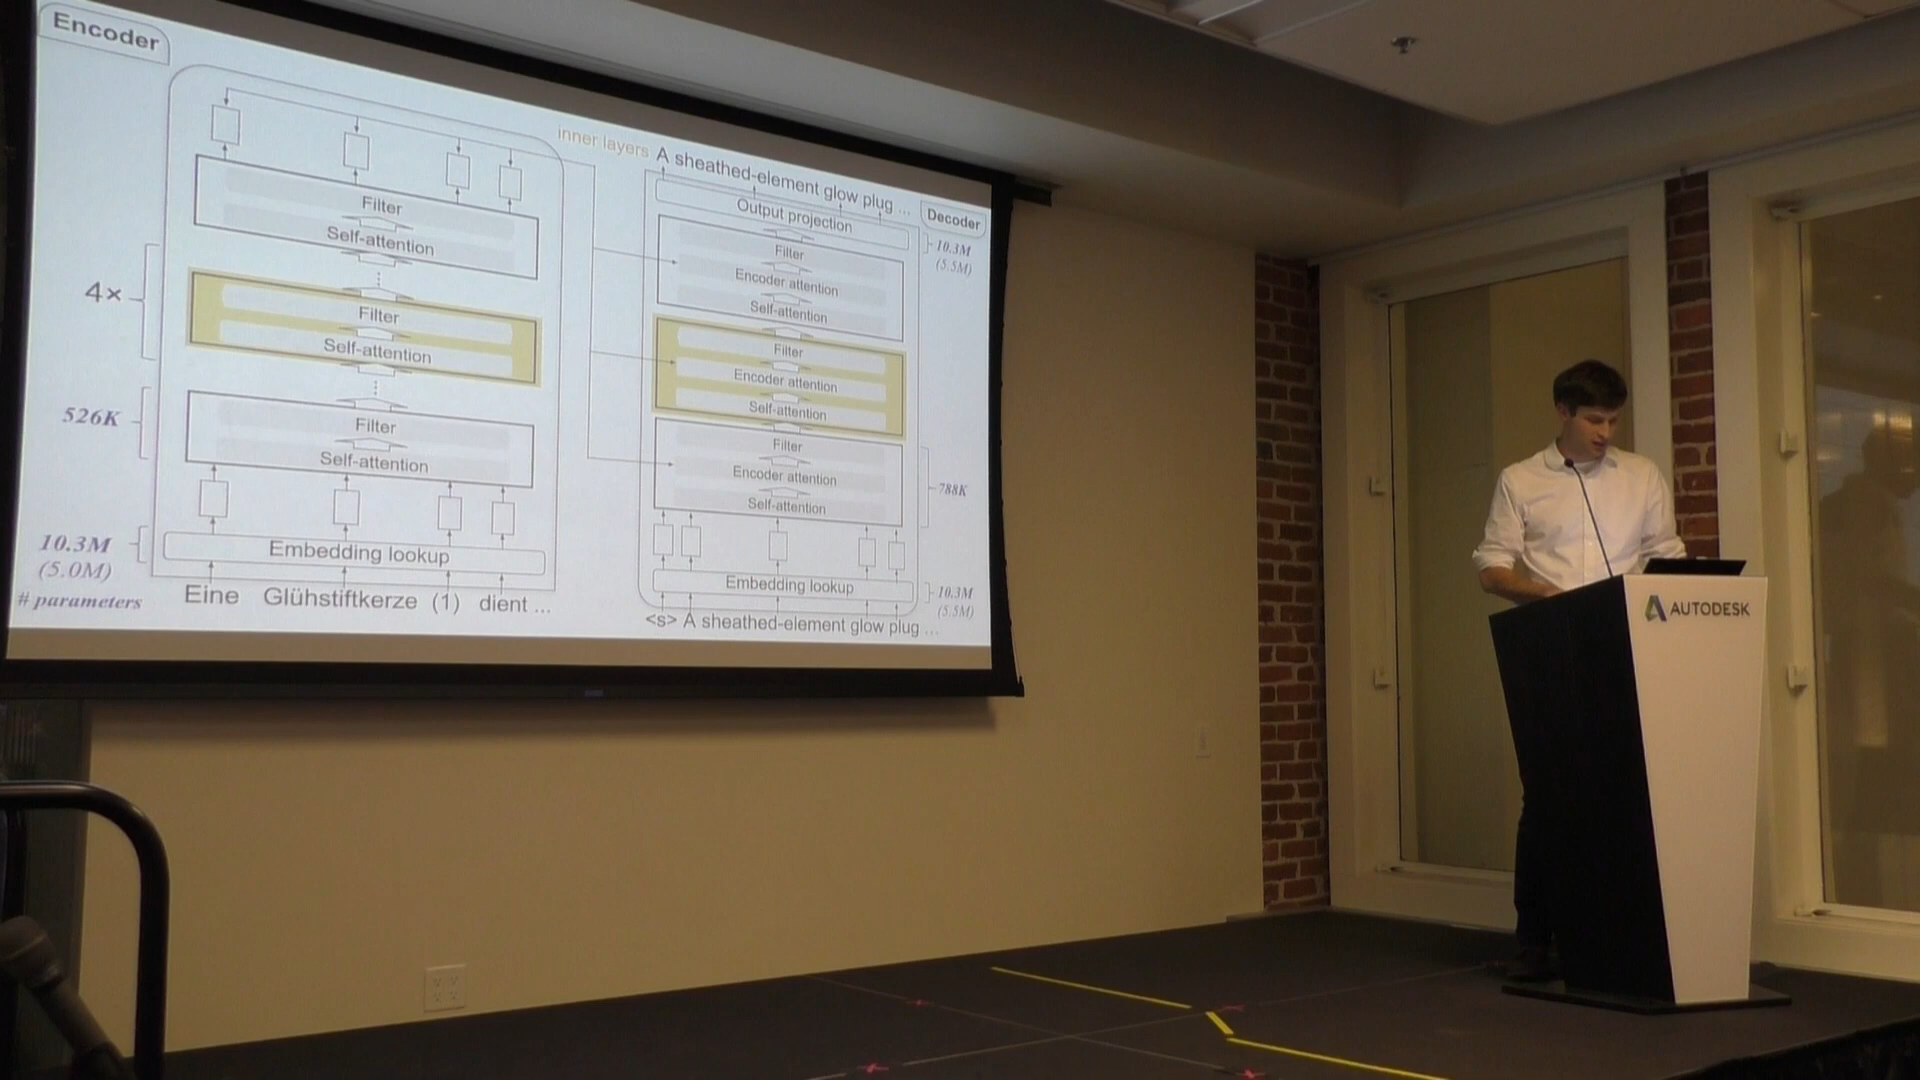 Encoder
Filter
Self-attention
4×
Filter
Self-attention
526K
Filter
Self-attention
10.3M
(5.0M)
Embedding lookup
# parameters
Eine Glühstiftkerze (1) dient ...
inner layers
A sheathed-element glow plug ...
Decoder
Output projection
10.3M
(5.5M)
Filter
Encoder attention
Self-attention
Filter
Encoder attention
Self-attention
Filter
Encoder attention
Self-attention
788K
Embedding lookup
10.3M
(5.5M)
<s> A sheathed-element glow plug ...
AUTODESK